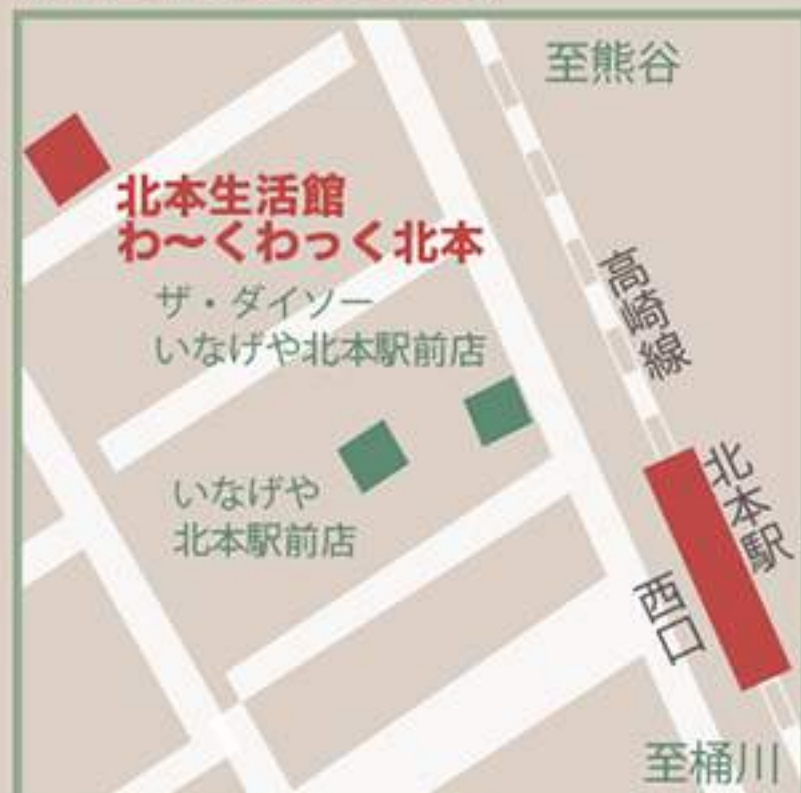 至熊谷
北本生活館
わ～くわっく北本
ザ・ダイソー
いなげや北本駅前店
高崎線
いなげや
北本駅前店
北本駅
西口
至桶川